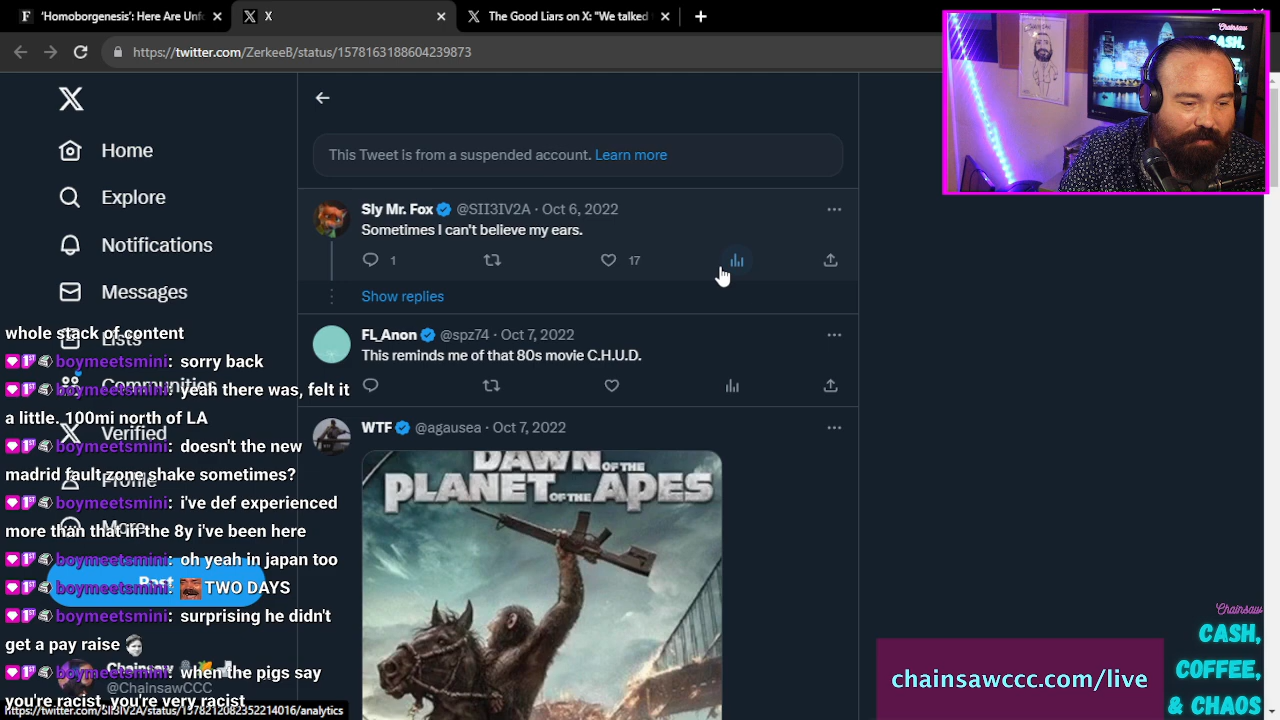 'Homoborgenesis': Here Are Unf
X
The Good Liars on X: "We talked
https://twitter.com/ZerkeeB/status/1578163188604239873
Home
Explore
Notifications
Messages
Lists
Communities
Verified
Profile
More
Post
Chainsaw
@ChainsawCCC
This Tweet is from a suspended account. Learn more
Sly Mr. Fox @SII3IV2A · Oct 6, 2022
Sometimes I can't believe my ears.
1
17
Show replies
FL_Anon @spz74 · Oct 7, 2022
This reminds me of that 80s movie C.H.U.D.
WTF @agausea · Oct 7, 2022
DAWN OF THE
PLANET OF THE APES
whole stack of content
boymeetsmini: sorry back
boymeetsmini: yeah there was, felt it
a little. 100mi north of LA
boymeetsmini: doesn't the new
madrid fault zone shake sometimes?
boymeetsmini: i've def experienced
more than that in the 8y i've been here
boymeetsmini: oh yeah in japan too
boymeetsmini: TWO DAYS
boymeetsmini: surprising he didn't
get a pay raise
boymeetsmini: when the pigs say
you're racist, you're very racist
https://twitter.com/SII3IV2A/status/1578212082352214016/analytics
Chainsaw
CASH,
chainsawccc.com/live
Chainsaw
CASH,
COFFEE,
& CHAOS